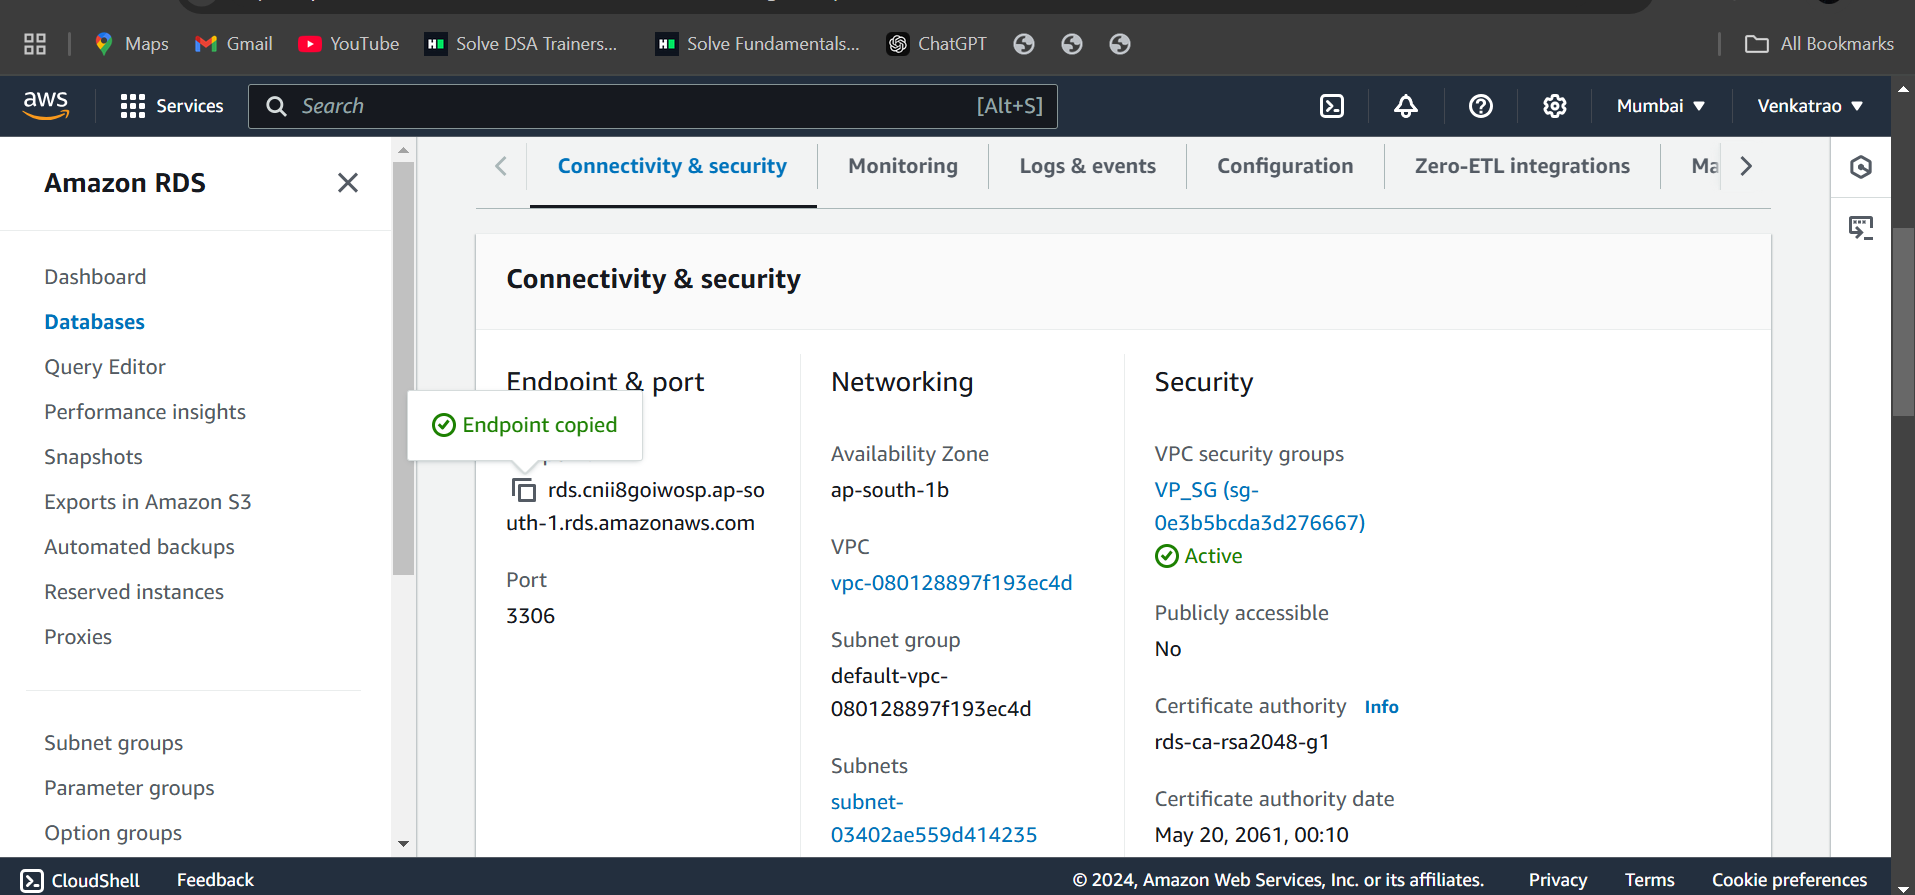 Maps
Gmail
YouTube
Solve DSA Trainers...
Solve Fundamentals...
ChatGPT
All Bookmarks
aws
Services
Search
[Alt+S]
Mumbai
Venkatrao
Amazon RDS
Dashboard
Databases
Query Editor
Performance insights
Snapshots
Exports in Amazon S3
Automated backups
Reserved instances
Proxies
Subnet groups
Parameter groups
Option groups
Connectivity & security
Monitoring
Logs & events
Configuration
Zero-ETL integrations
Ma
Connectivity & security
Endpoint & port
Endpoint copied
rds.cnii8goiwosp.ap-so
uth-1.rds.amazonaws.com
Port
3306
Networking
Availability Zone
ap-south-1b
VPC
vpc-080128897f193ec4d
Subnet group
default-vpc-
080128897f193ec4d
Subnets
subnet-
03402ae559d414235
Security
VPC security groups
VP_SG (sg-
0e3b5bcda3d276667)
Active
Publicly accessible
No
Certificate authority Info
rds-ca-rsa2048-g1
Certificate authority date
May 20, 2061, 00:10
CloudShell
Feedback
© 2024, Amazon Web Services, Inc. or its affiliates.
Privacy
Terms
Cookie preferences